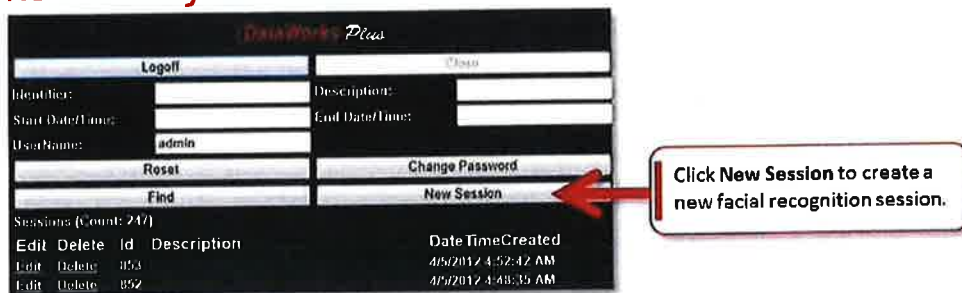 DataWorks Plus
Logoff Close
Identifier: Description:
Start Date/Time: End Date/Time:
UserName: admin
Reset Change Password
Find New Session
Click New Session to create a
new facial recognition session.
Sessions (Count: 247)
Edit Delete Id Description DateTimeCreated
Edit Delete 853 4/5/2012 4:52:42 AM
Edit Delete 852 4/5/2012 4:48:35 AM